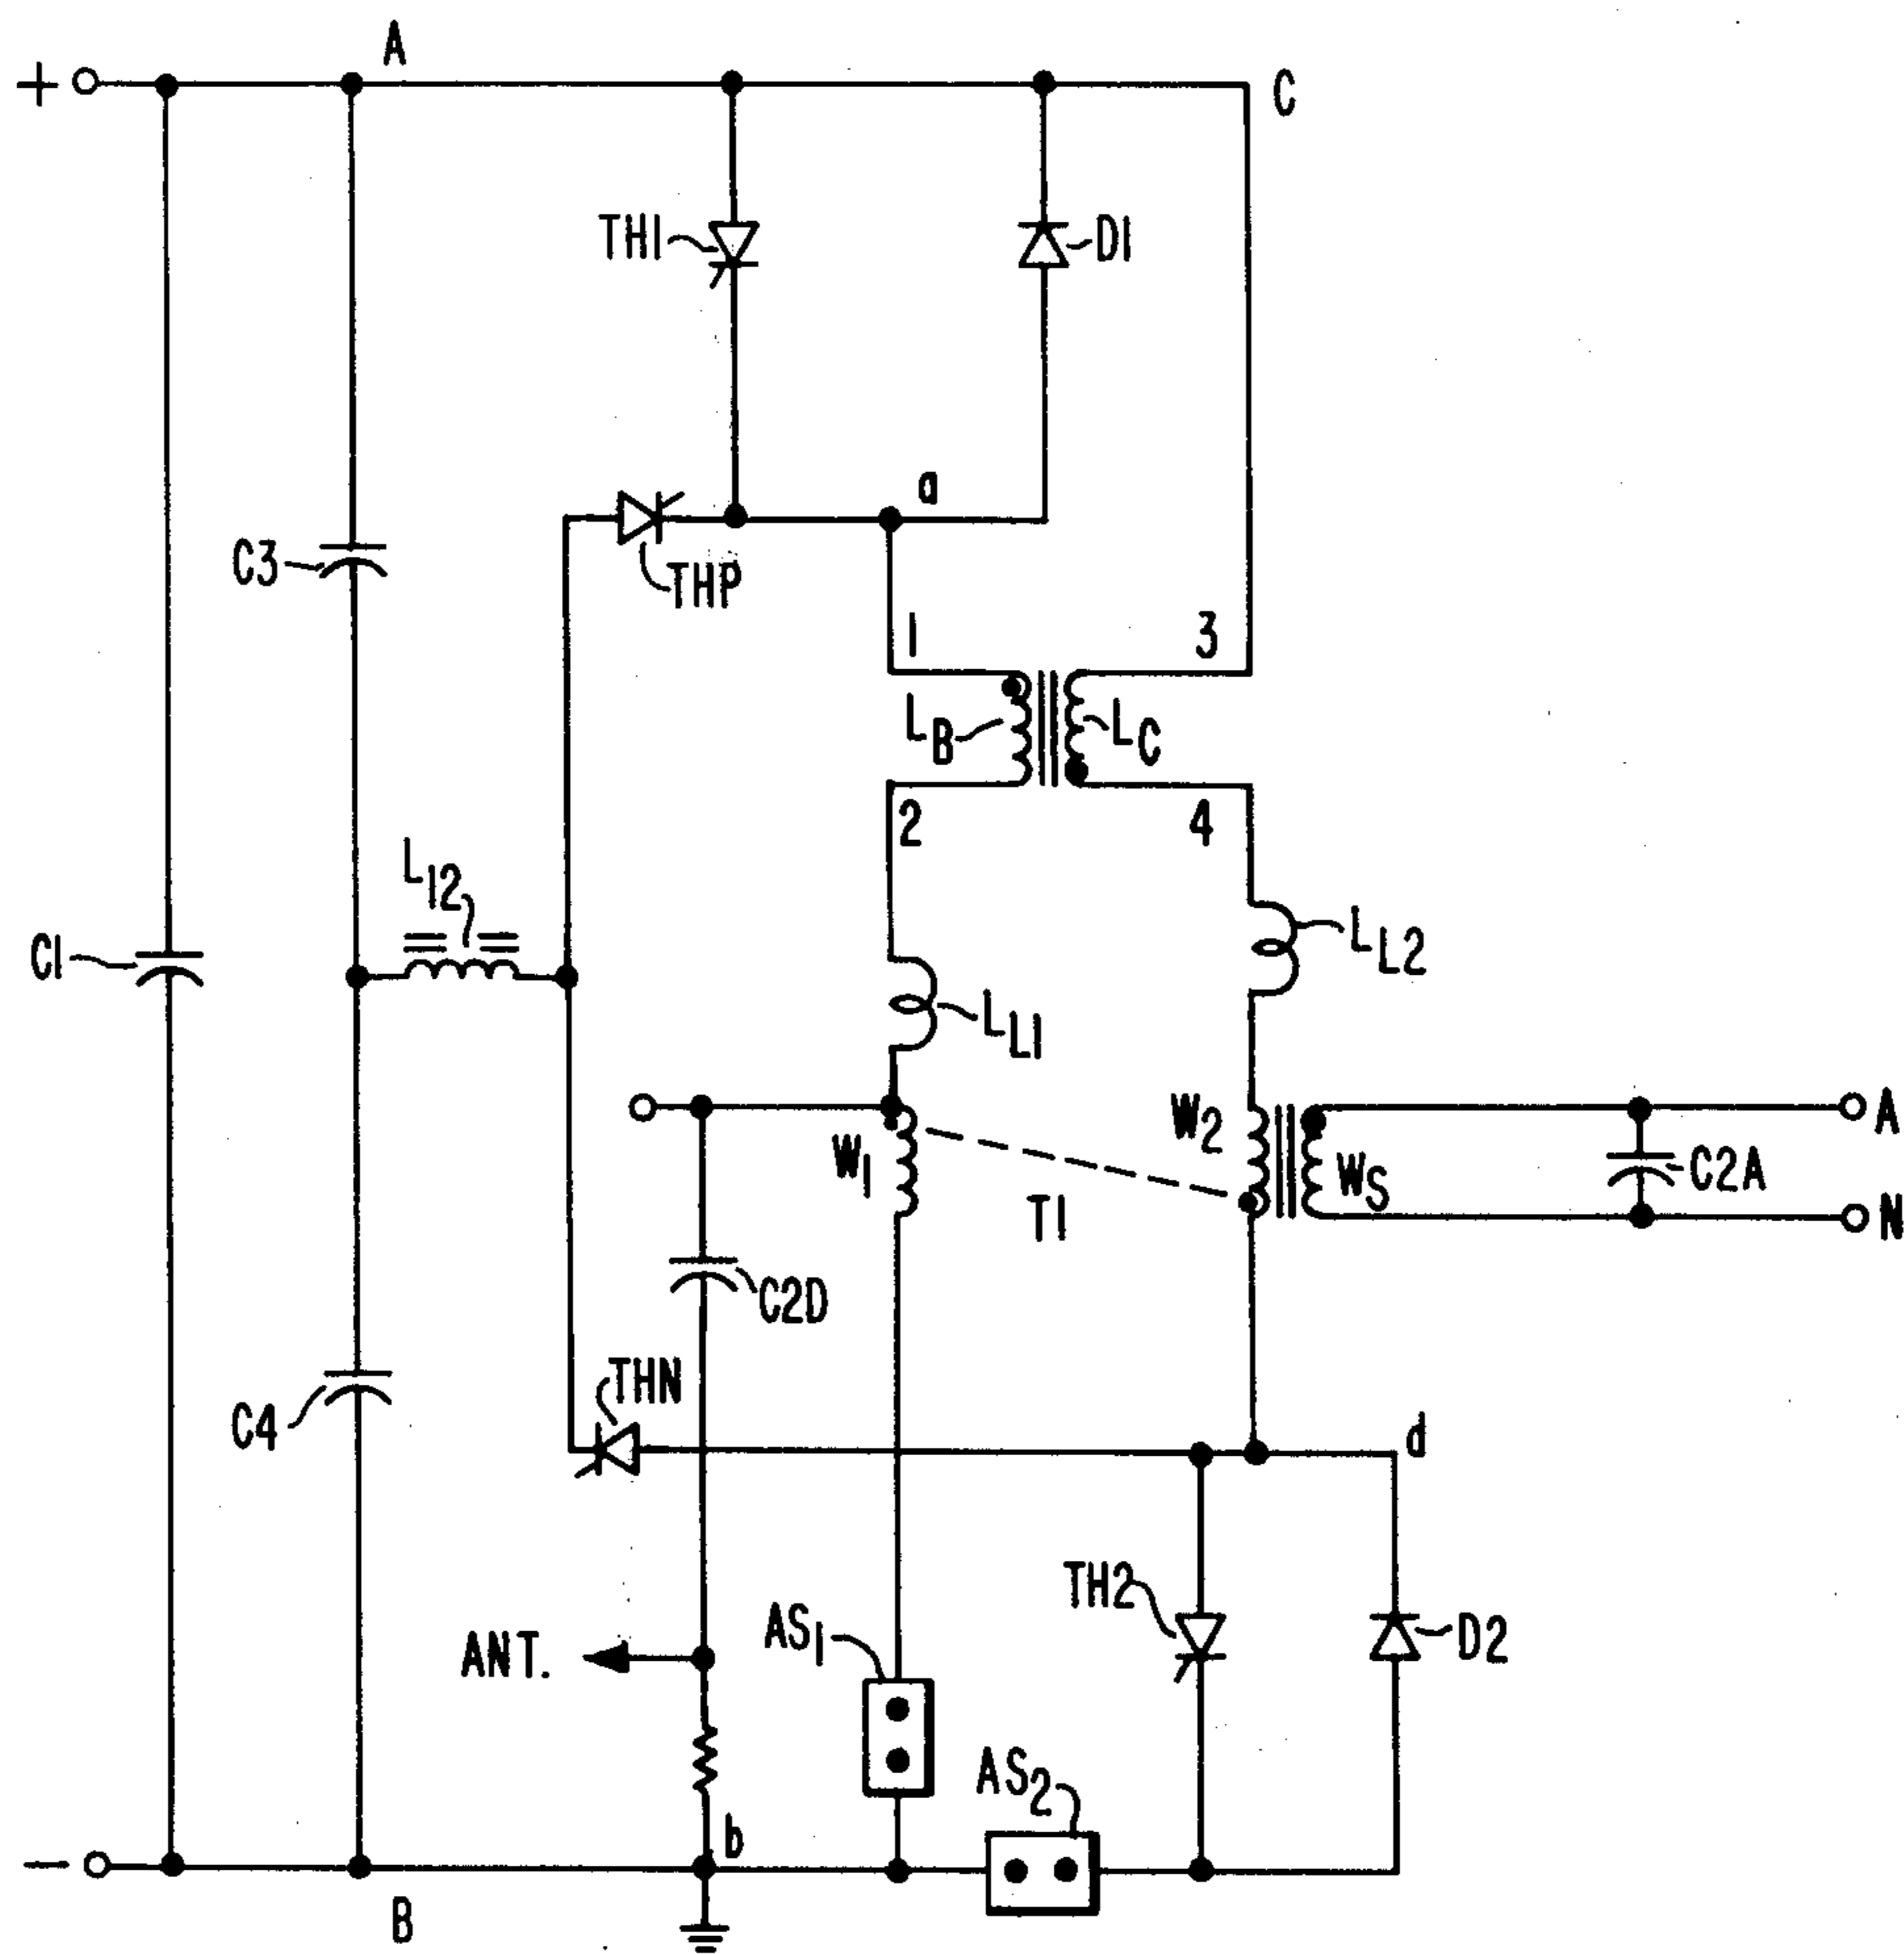 A
+
C
TH1
D1
a
C3
THP
1
3
LB
LC
2
4
L12
C1
LL2
LL1
W2
A
W1
WS
C2A
T1
N
C2D
THN
C4
d
TH2
AS1
D2
ANT.
AS2
b
−
B